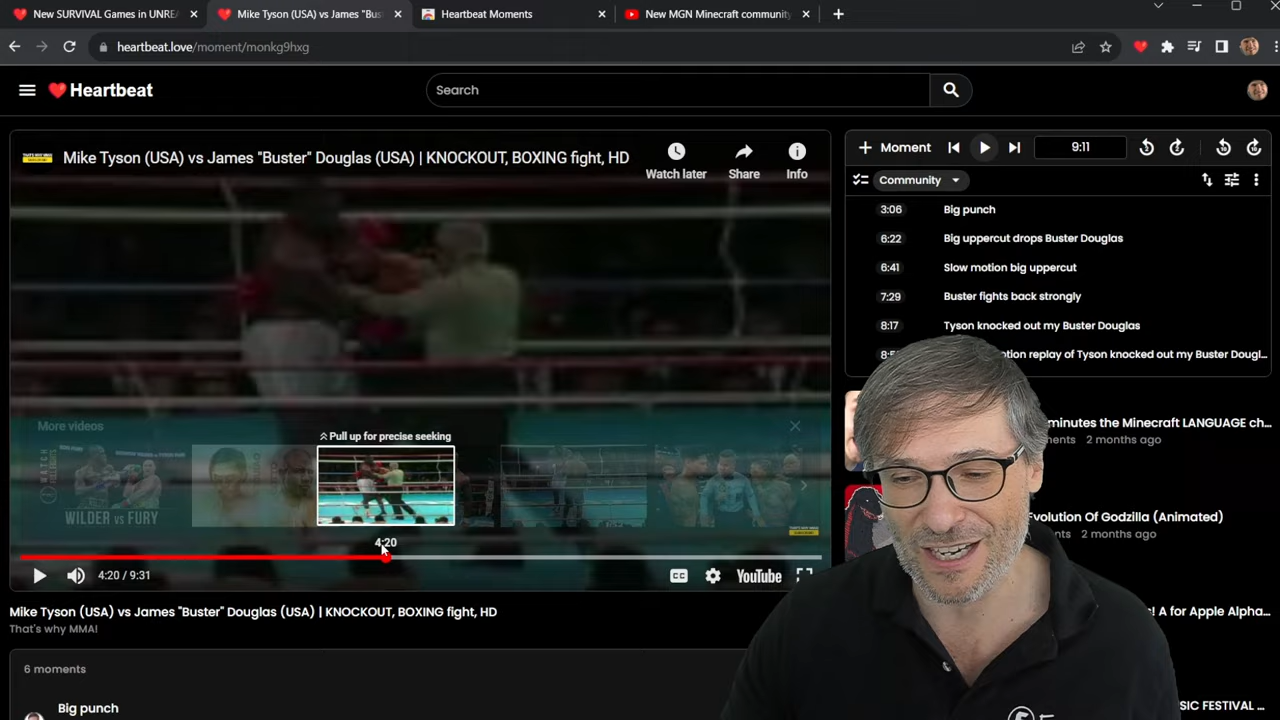 New SURVIVAL Games in UNREA
Mike Tyson (USA) vs James "Bus
Heartbeat Moments
New MGN Minecraft community
heartbeat.love/moment/monkg9hxg
Heartbeat
Search
Mike Tyson (USA) vs James "Buster" Douglas (USA) | KNOCKOUT, BOXING fight, HD
Watch later
Share
Info
More videos
Pull up for precise seeking
WILDER vs FURY
4:20
4:20 / 9:31
CC
YouTube
Mike Tyson (USA) vs James "Buster" Douglas (USA) | KNOCKOUT, BOXING fight, HD
That's why MMA!
6 moments
Big punch
Moment
9:11
Community
3:06 Big punch
6:22 Big uppercut drops Buster Douglas
6:41 Slow motion big uppercut
7:29 Buster fights back strongly
8:17 Tyson knocked out my Buster Douglas
replay of Tyson knocked out my Buster Dougl...
minutes the Minecraft LANGUAGE ch...
2 months ago
Evolution Of Godzilla (Animated)
2 months ago
A for Apple Alpha...
FESTIVAL ...